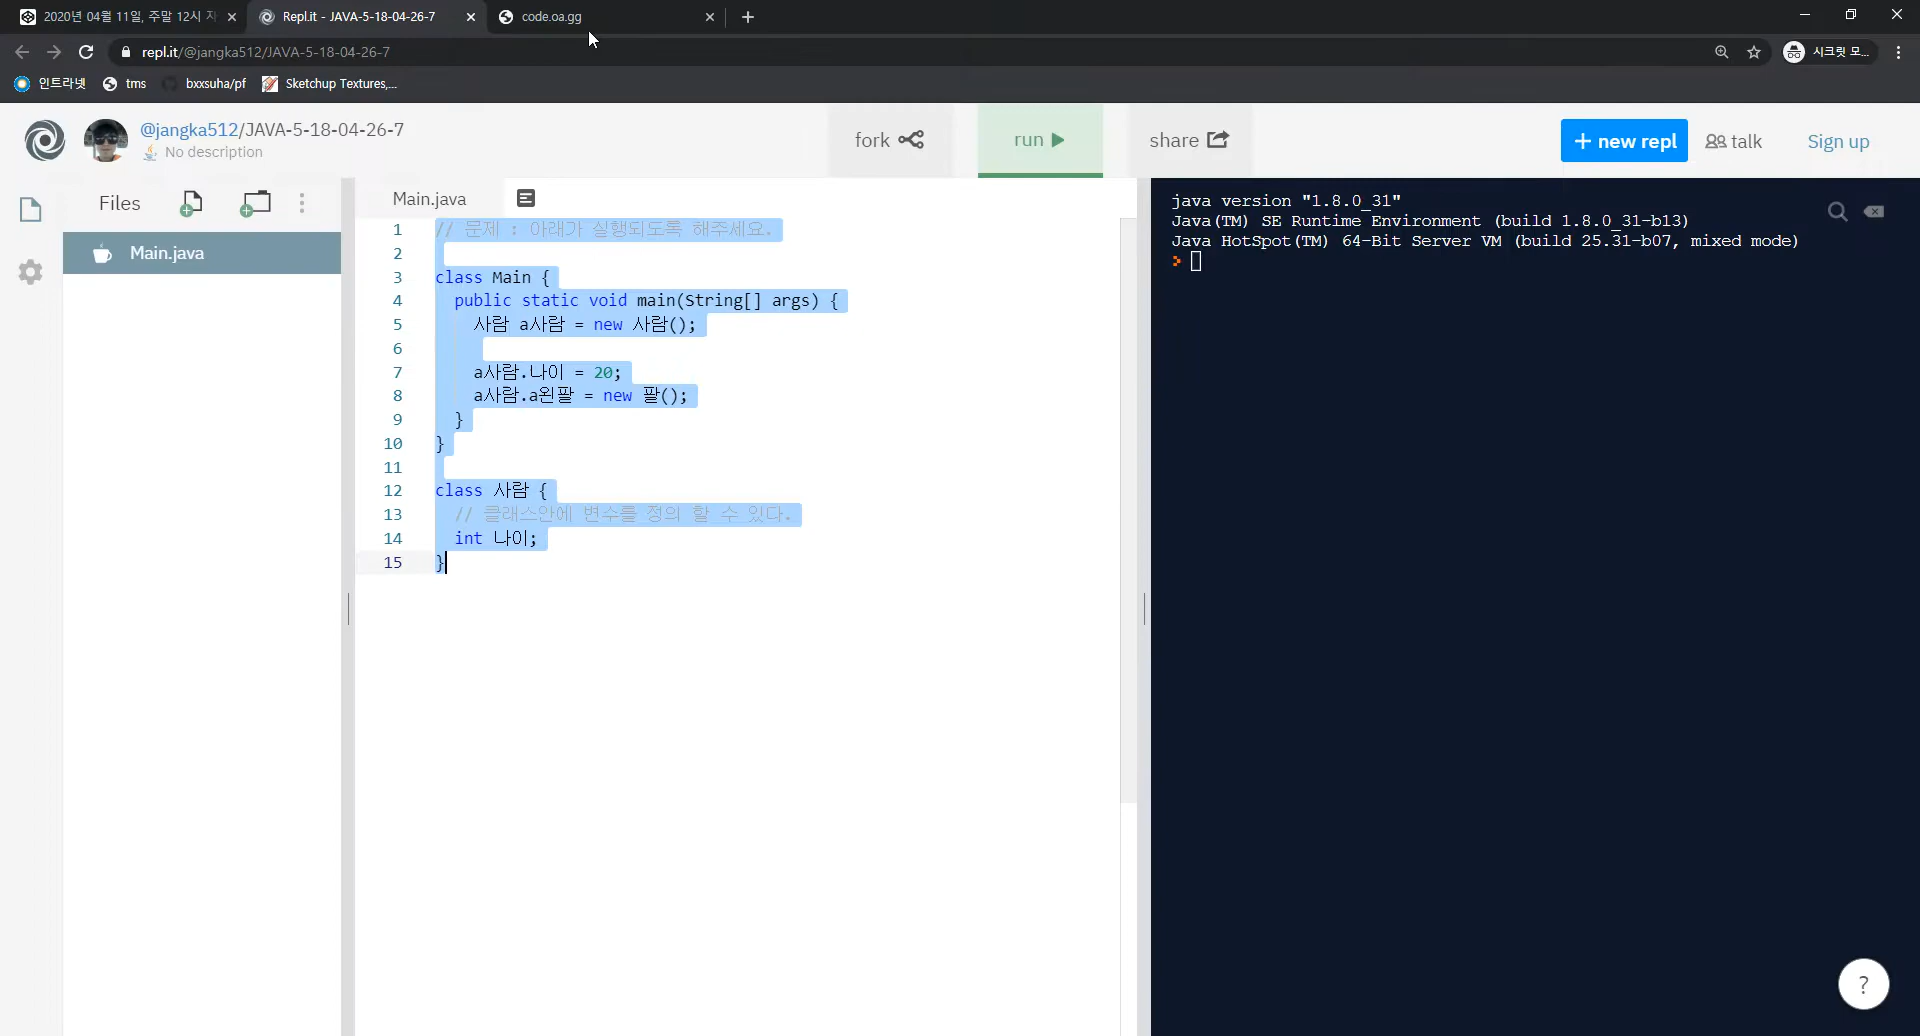 2020년 04월 11일, 주말 12시 자
Repl.it - JAVA-5-18-04-26-7
code.oa.gg
repl.it/@jangka512/JAVA-5-18-04-26-7
시크릿 모...
인트라넷
tms
bxxsuha/pf
Sketchup Textures,...
@jangka512/JAVA-5-18-04-26-7
No description
fork
run
share
+ new repl
talk
Sign up
Files
Main.java
Main.java
1 // 문제 : 아래가 실행되도록 해주세요.
2
3 class Main {
4 public static void main(String[] args) {
5 사람 a사람 = new 사람();
6
7 a사람.나이 = 20;
8 a사람.a왼팔 = new 팔();
9 }
10 }
11
12 class 사람 {
13 // 클래스안에 변수를 정의 할 수 있다.
14 int 나이;
15 }
java version "1.8.0_31"
Java(TM) SE Runtime Environment (build 1.8.0_31-b13)
Java HotSpot(TM) 64-Bit Server VM (build 25.31-b07, mixed mode)
>
?